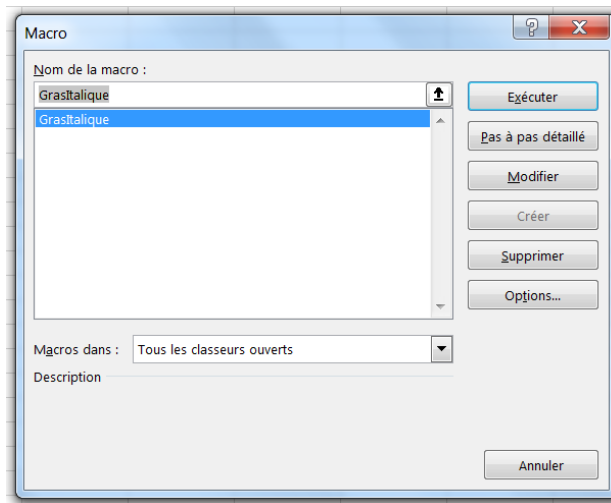 Macro
Nom de la macro :
GrasItalique
GrasItalique
Exécuter
Pas à pas détaillé
Modifier
Créer
Supprimer
Options...
Macros dans : Tous les classeurs ouverts
Description
Annuler